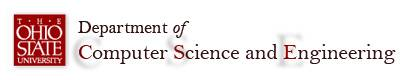 THE
OHIO
STATE
UNIVERSITY
Department of
Computer Science and Engineering